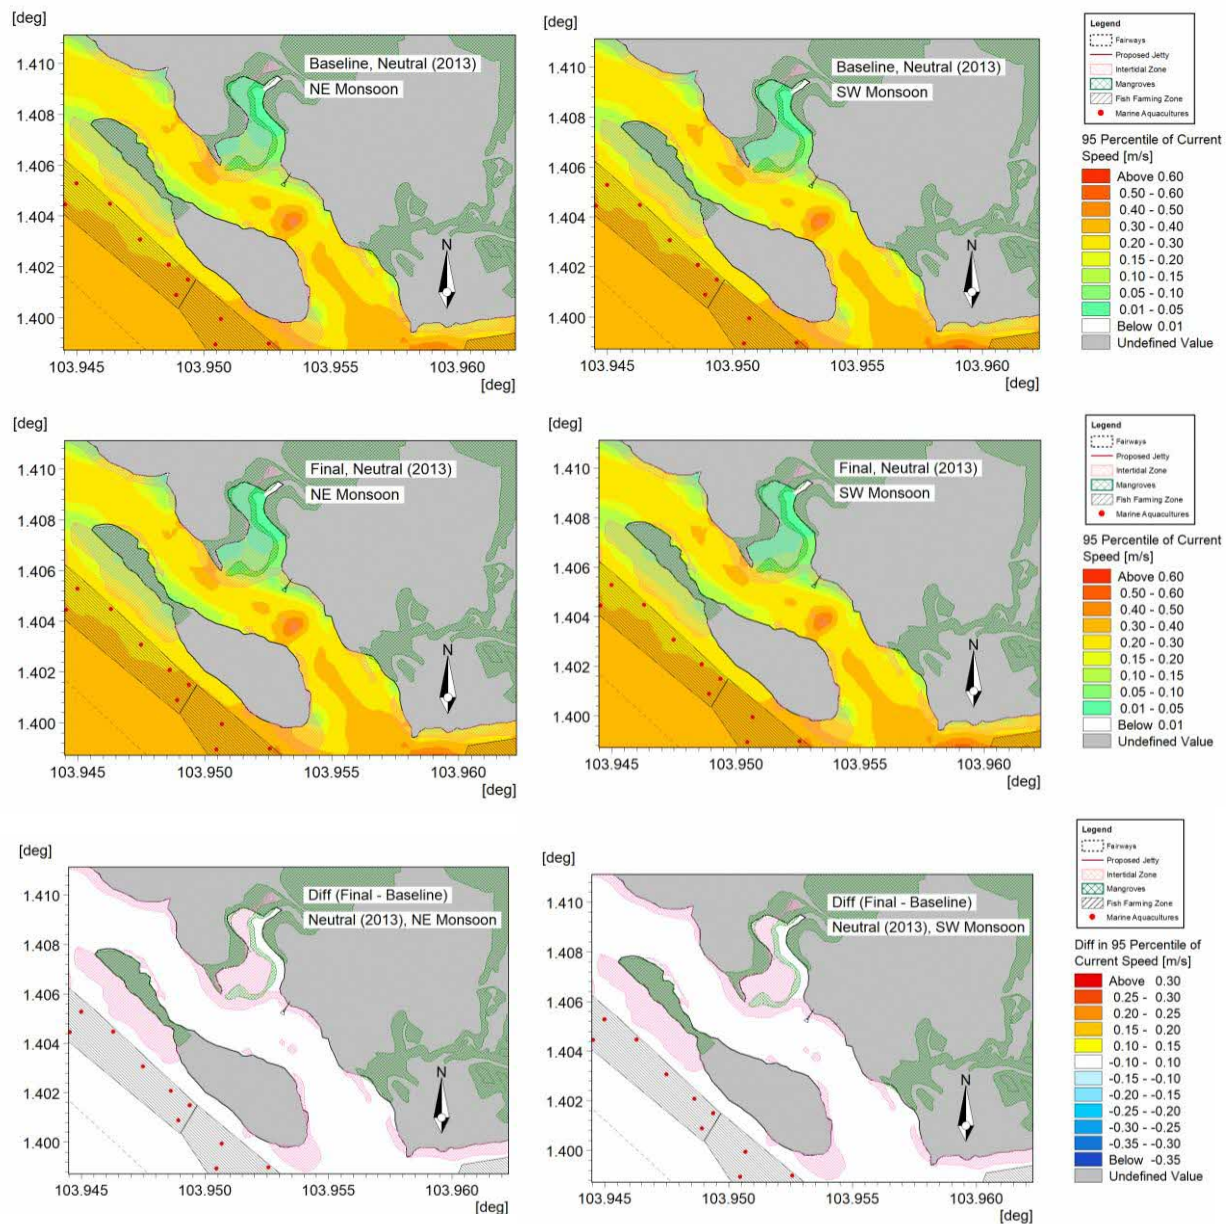 [deg]
1.410
1.408
1.406
1.404
1.402
1.400
Baseline, Neutral (2013)
NE Monsoon
N
103.945
103.950
103.955
103.960
[deg]
[deg]
1.410
1.408
1.406
1.404
1.402
1.400
Baseline, Neutral (2013)
SW Monsoon
N
103.945
103.950
103.955
103.960
[deg]
Legend
Fairways
Proposed Jetty
Intertidal Zone
Mangroves
Fish Farming Zone
Marine Aquacultures
95 Percentile of Current
Speed [m/s]
Above 0.60
0.50 - 0.60
0.40 - 0.50
0.30 - 0.40
0.20 - 0.30
0.15 - 0.20
0.10 - 0.15
0.05 - 0.10
0.01 - 0.05
Below 0.01
Undefined Value
[deg]
1.410
1.408
1.406
1.404
1.402
1.400
Final, Neutral (2013)
NE Monsoon
N
103.945
103.950
103.955
103.960
[deg]
[deg]
1.410
1.408
1.406
1.404
1.402
1.400
Final, Neutral (2013)
SW Monsoon
N
103.945
103.950
103.955
103.960
[deg]
Legend
Fairways
Proposed Jetty
Intertidal Zone
Mangroves
Fish Farming Zone
Marine Aquacultures
95 Percentile of Current
Speed [m/s]
Above 0.60
0.50 - 0.60
0.40 - 0.50
0.30 - 0.40
0.20 - 0.30
0.15 - 0.20
0.10 - 0.15
0.05 - 0.10
0.01 - 0.05
Below 0.01
Undefined Value
[deg]
1.410
1.408
1.406
1.404
1.402
1.400
Diff (Final - Baseline)
Neutral (2013), NE Monsoon
N
103.945
103.950
103.955
103.960
[deg]
[deg]
1.410
1.408
1.406
1.404
1.402
1.400
Diff (Final - Baseline)
Neutral (2013), SW Monsoon
N
103.945
103.950
103.955
103.960
[deg]
Legend
Fairways
Proposed Jetty
Intertidal Zone
Mangroves
Fish Farming Zone
Marine Aquacultures
Diff in 95 Percentile of
Current Speed [m/s]
Above 0.30
0.25 - 0.30
0.20 - 0.25
0.15 - 0.20
0.10 - 0.15
-0.10 - 0.10
-0.15 - -0.10
-0.20 - -0.15
-0.25 - -0.20
-0.30 - -0.25
-0.35 - -0.30
Below -0.35
Undefined Value